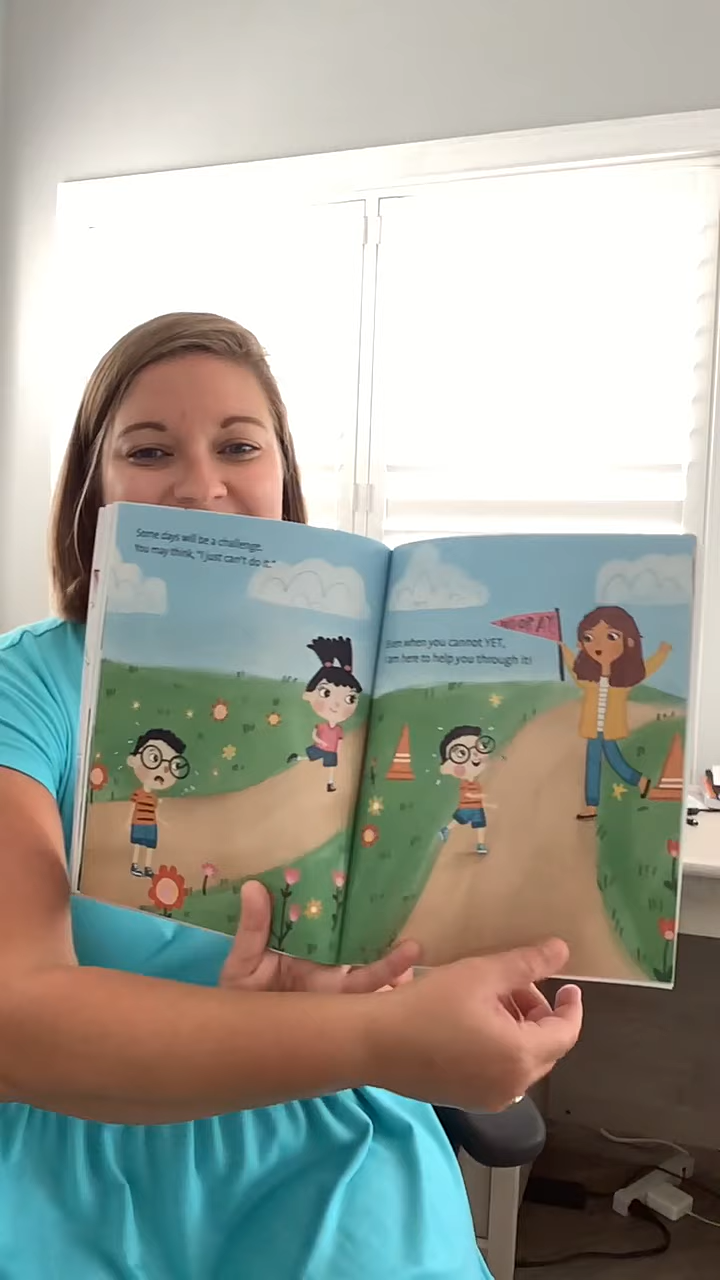 Some days will be a challenge.
You may think, "I just can't do it."
HOORAY
Even when you cannot YET,
I am here to help you through it!